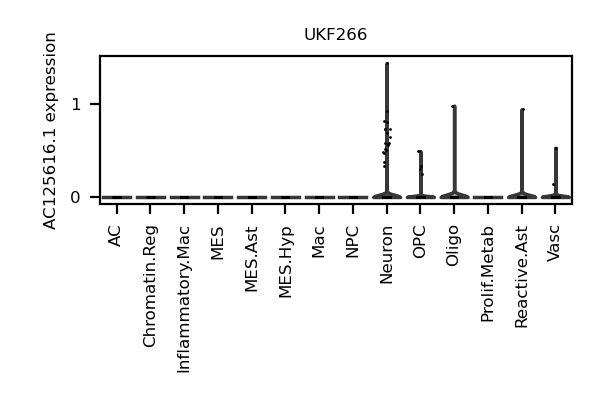 UKF266
AC125616.1 expression
1
0
AC
Chromatin.Reg
Inflammatory.Mac
MES
MES.Ast
MES.Hyp
Mac
NPC
Neuron
OPC
Oligo
Prolif.Metab
Reactive.Ast
Vasc